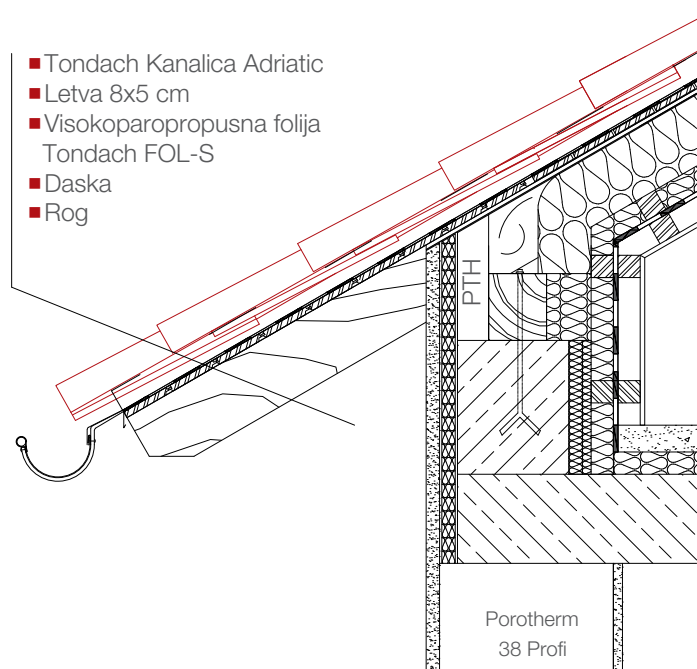 Tondach Kanalica Adriatic
Letva 8x5 cm
Visokoparopropusna folija
Tondach FOL-S
Daska
Rog
PTH
Porotherm
38 Profi